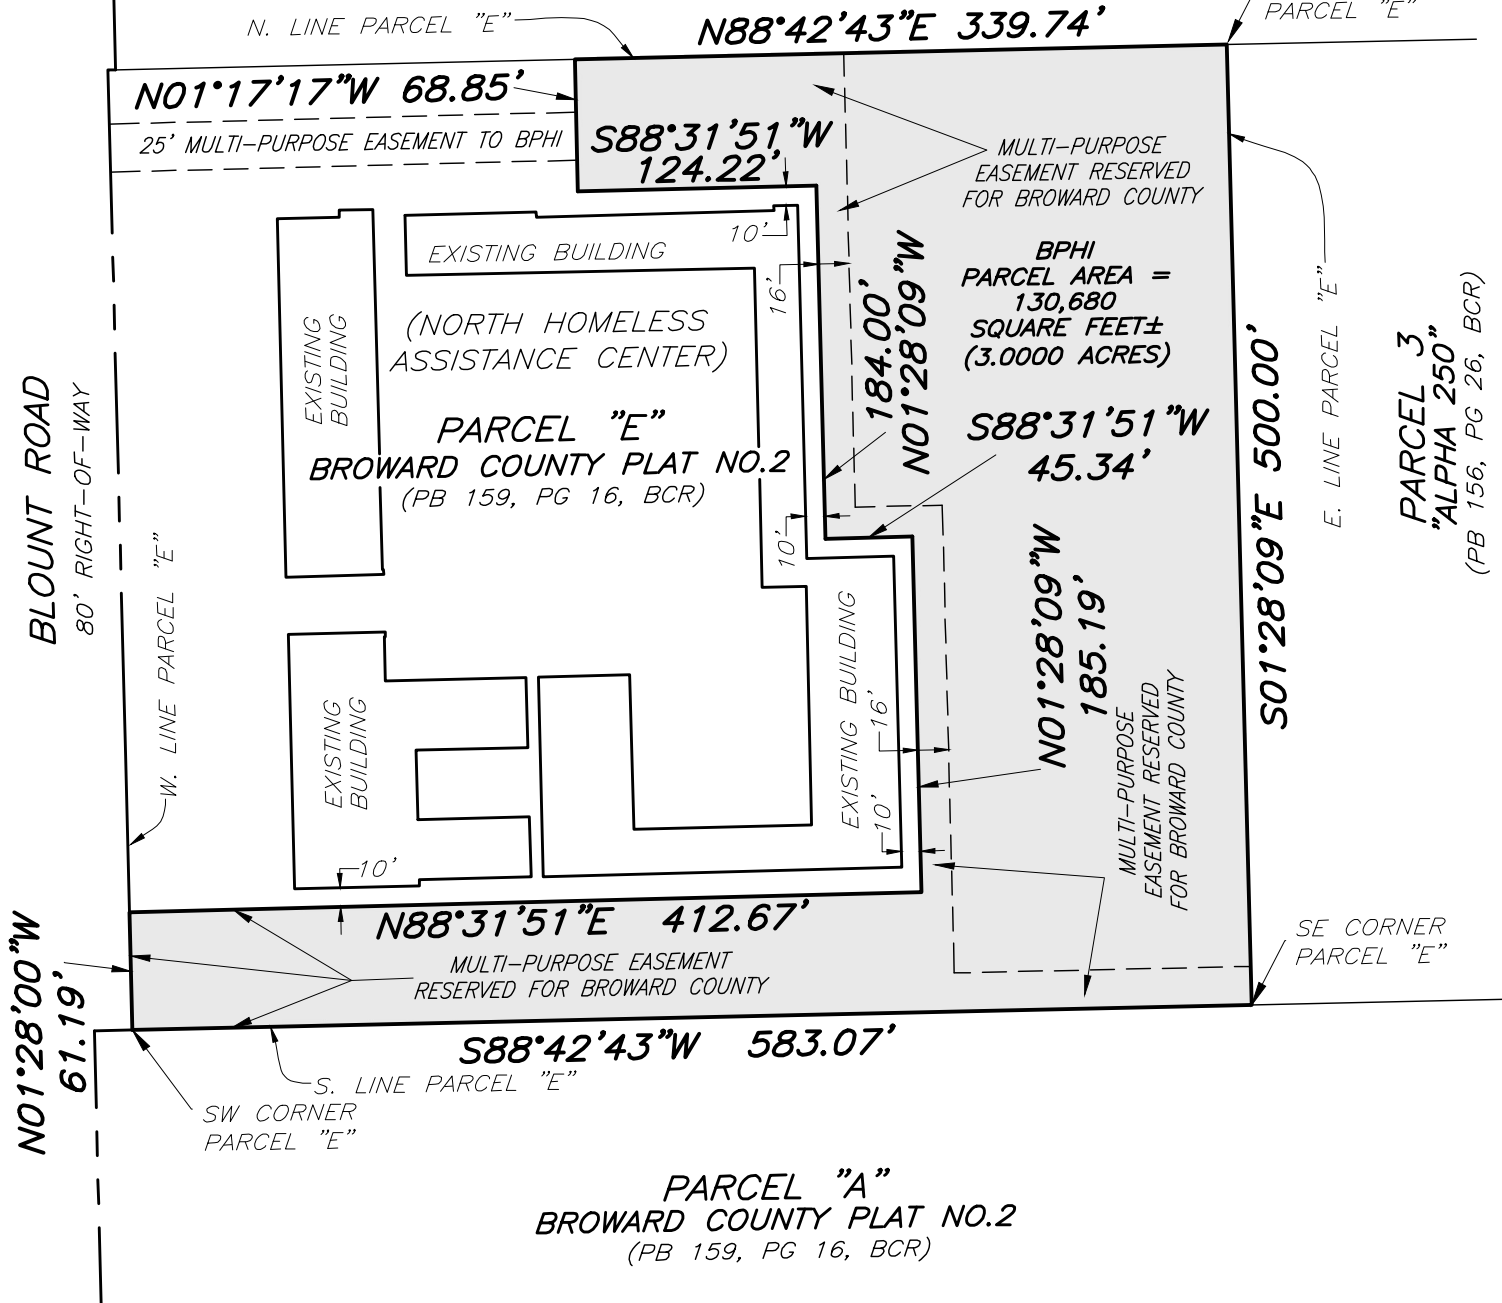 N. LINE PARCEL "E"
N88°42'43"E 339.74'
PARCEL "E"
N01°17'17"W 68.85'
25' MULTI-PURPOSE EASEMENT TO BPHI
S88°31'51"W
124.22'
MULTI-PURPOSE
EASEMENT RESERVED
FOR BROWARD COUNTY
EXISTING BUILDING
10'
16'
184.00'
N01°28'09"W
BPHI
PARCEL AREA =
130,680
SQUARE FEET±
(3.0000 ACRES)
E. LINE PARCEL "E"
S01°28'09"E 500.00'
PARCEL 3
"ALPHA 250"
(PB 156, PG 26, BCR)
EXISTING
BUILDING
(NORTH HOMELESS
ASSISTANCE CENTER)
PARCEL "E"
BROWARD COUNTY PLAT NO.2
(PB 159, PG 16, BCR)
S88°31'51"W
45.34'
BLOUNT ROAD
80' RIGHT-OF-WAY
W. LINE PARCEL "E"
10'
N01°28'09"W
185.19'
EXISTING BUILDING
16'
10'
EXISTING
BUILDING
MULTI-PURPOSE
EASEMENT RESERVED
FOR BROWARD COUNTY
10'
N88°31'51"E 412.67'
MULTI-PURPOSE EASEMENT
RESERVED FOR BROWARD COUNTY
SE CORNER
PARCEL "E"
N01°28'00"W
61.19'
S88°42'43"W 583.07'
S. LINE PARCEL "E"
SW CORNER
PARCEL "E"
PARCEL "A"
BROWARD COUNTY PLAT NO.2
(PB 159, PG 16, BCR)